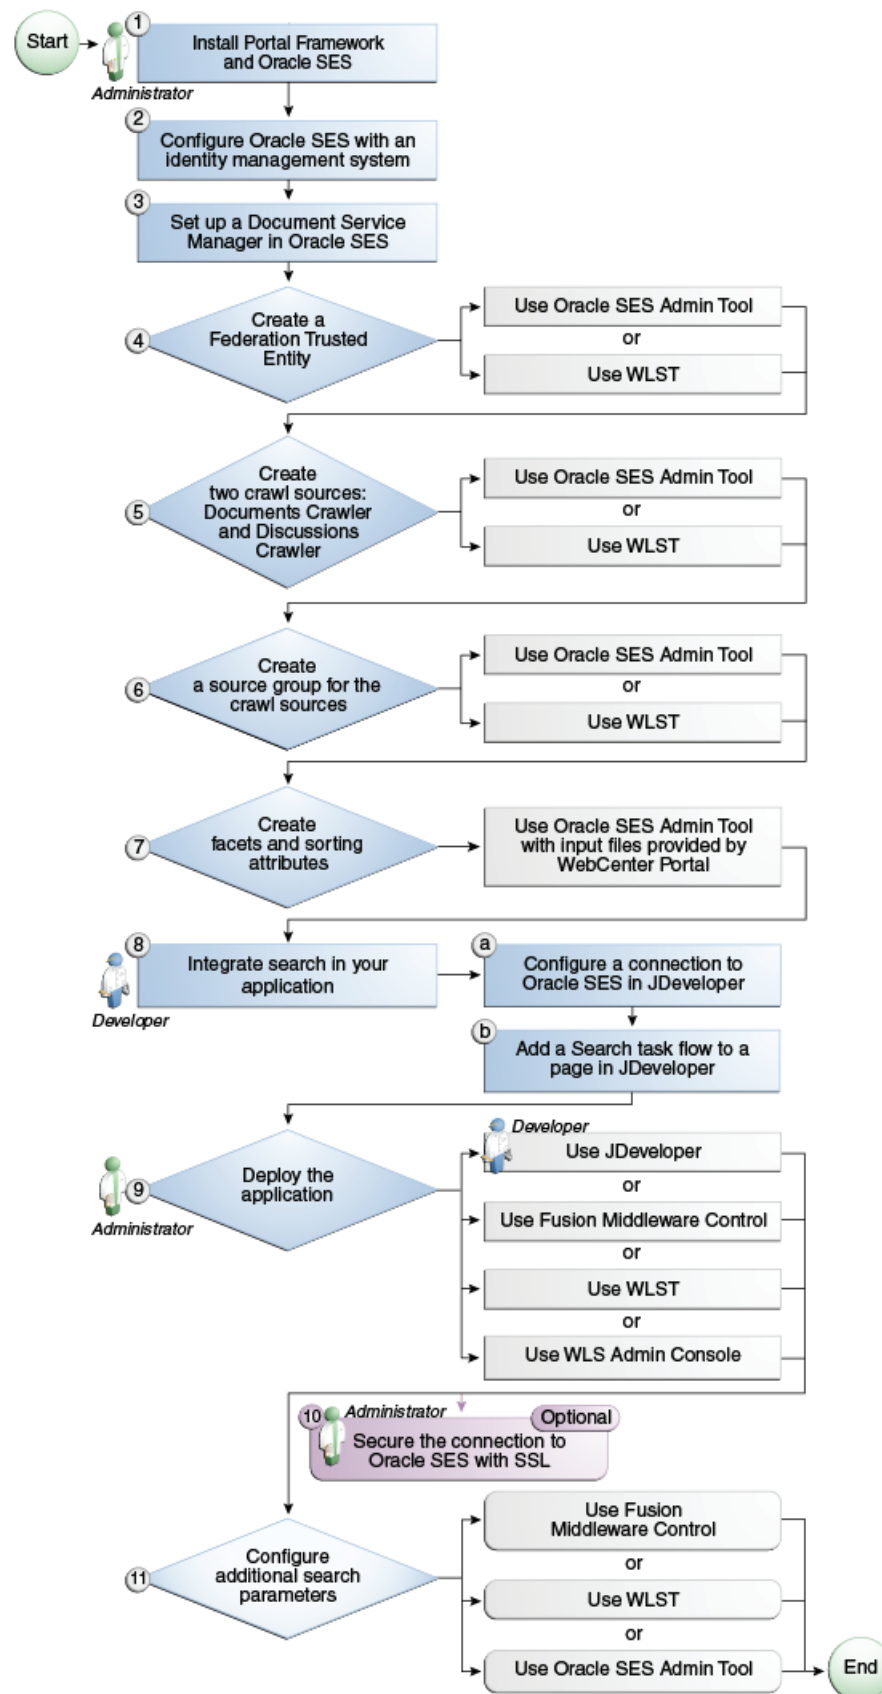 Start
1
Install Portal Framework
and Oracle SES
Administrator
2
Configure Oracle SES with an
identity management system
3
Set up a Document Service
Manager in Oracle SES
4
Create a
Federation Trusted
Entity
Use Oracle SES Admin Tool
or
Use WLST
5
Create
two crawl sources:
Documents Crawler
and Discussions
Crawler
Use Oracle SES Admin Tool
or
Use WLST
6
Create
a source group for the
crawl sources
Use Oracle SES Admin Tool
or
Use WLST
7
Create
facets and sorting
attributes
Use Oracle SES Admin Tool
with input files provided by
WebCenter Portal
8
Integrate search in your
application
Developer
a
Configure a connection to
Oracle SES in JDeveloper
b
Add a Search task flow to a
page in JDeveloper
9
Deploy the
application
Administrator
Developer
Use JDeveloper
or
Use Fusion Middleware Control
or
Use WLST
or
Use WLS Admin Console
10
Administrator
Optional
Secure the connection to
Oracle SES with SSL
11
Configure
additional search
parameters
Use Fusion
Middleware Control
or
Use WLST
or
Use Oracle SES Admin Tool
End